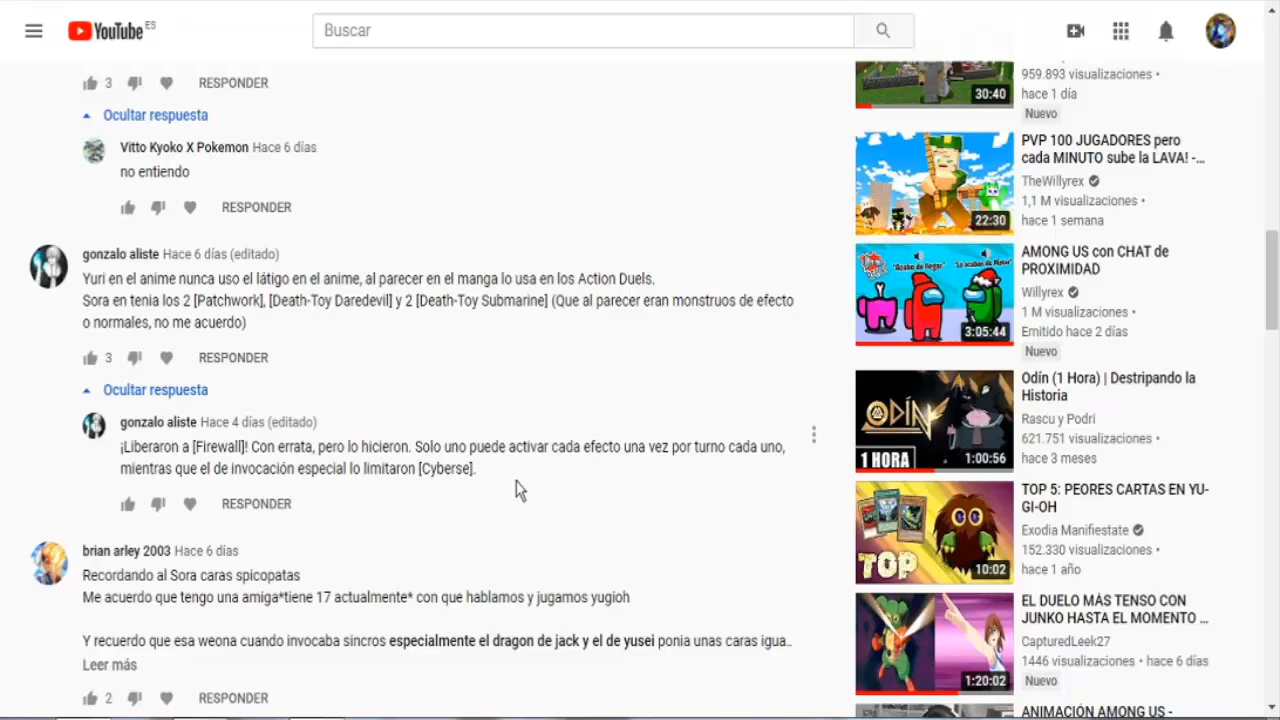 YouTube ES
Buscar
3 RESPONDER
Ocultar respuesta
Vitto Kyoko X Pokemon Hace 6 días
no entiendo
RESPONDER
gonzalo aliste Hace 6 días (editado)
Yuri en el anime nunca uso el látigo en el anime, al parecer en el manga lo usa en los Action Duels.
Sora en tenia los 2 [Patchwork], [Death-Toy Daredevil] y 2 [Death-Toy Submarine] (Que al parecer eran monstruos de efecto
o normales, no me acuerdo)
3 RESPONDER
Ocultar respuesta
gonzalo aliste Hace 4 días (editado)
¡Liberaron a [Firewall]! Con errata, pero lo hicieron. Solo uno puede activar cada efecto una vez por turno cada uno,
mientras que el de invocación especial lo limitaron [Cyberse].
RESPONDER
brian arley 2003 Hace 6 días
Recordando al Sora caras spicopatas
Me acuerdo que tengo una amiga*tiene 17 actualmente* con que hablamos y jugamos yugioh
Y recuerdo que esa weona cuando invocaba sincros especialmente el dragon de jack y el de yusei ponia unas caras igua..
Leer más
2 RESPONDER
30:40
959.893 visualizaciones •
hace 1 día
Nuevo
22:30
PVP 100 JUGADORES pero
cada MINUTO sube la LAVA! -...
TheWillyrex
1,1 M visualizaciones •
hace 1 semana
"Acabo de llegar"
3:05:44
AMONG US con CHAT de
PROXIMIDAD
Willyrex
1 M visualizaciones •
Emitido hace 2 días
Nuevo
ODÍN
1 HORA
1:00:56
Odín (1 Hora) | Destripando la
Historia
Rascu y Podri
621.751 visualizaciones •
hace 3 meses
TOP
10:02
TOP 5: PEORES CARTAS EN YU-
GI-OH
Exodia Manifiestate
152.330 visualizaciones •
hace 1 año
1:20:02
EL DUELO MÁS TENSO CON
JUNKO HASTA EL MOMENTO ...
CapturedLeek27
1446 visualizaciones • hace 6 días
Nuevo
ANIMACIÓN AMONG US -